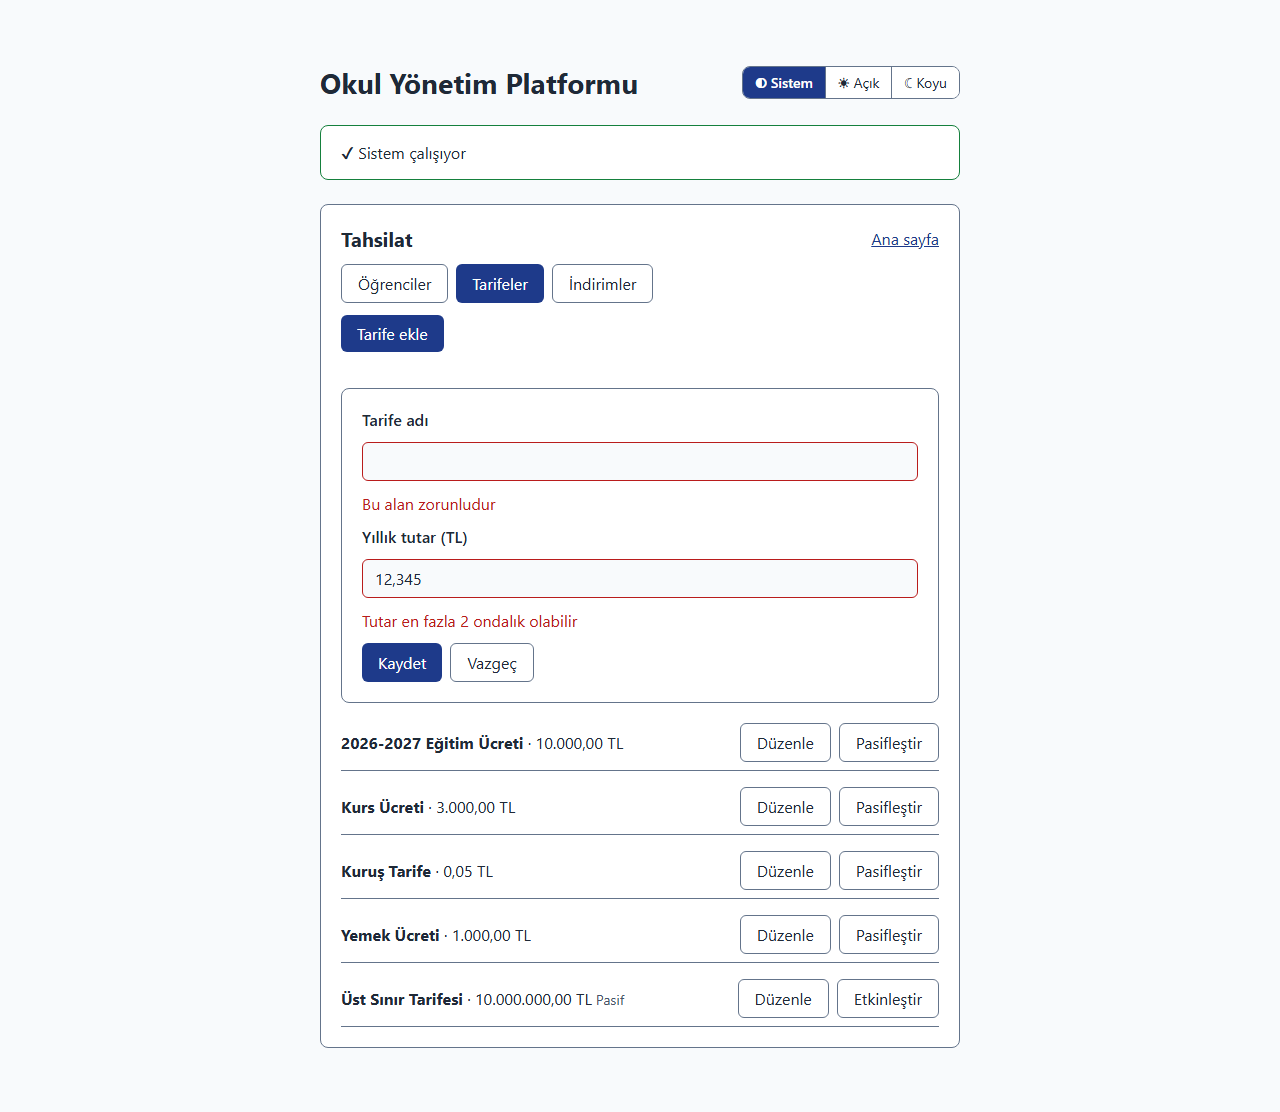 Okul Yönetim Platformu
Sistem
Açık
Koyu
✓ Sistem çalışıyor
Tahsilat
Ana sayfa
Öğrenciler
Tarifeler
İndirimler
Tarife ekle
Tarife adı
Bu alan zorunludur
Yıllık tutar (TL)
12,345
Tutar en fazla 2 ondalık olabilir
Kaydet
Vazgeç
2026-2027 Eğitim Ücreti · 10.000,00 TL
Düzenle
Pasifleştir
Kurs Ücreti · 3.000,00 TL
Düzenle
Pasifleştir
Kuruş Tarife · 0,05 TL
Düzenle
Pasifleştir
Yemek Ücreti · 1.000,00 TL
Düzenle
Pasifleştir
Üst Sınır Tarifesi · 10.000.000,00 TL Pasif
Düzenle
Etkinleştir